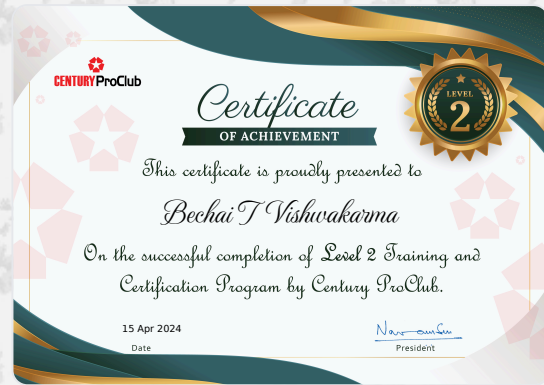 CENTURY ProClub
Certificate
OF ACHIEVEMENT
LEVEL
2
This certificate is proudly presented to
Bechai T Vishwakarma
On the successful completion of Level 2 Training and
Certification Program by Century ProClub.
15 Apr 2024
Date
President